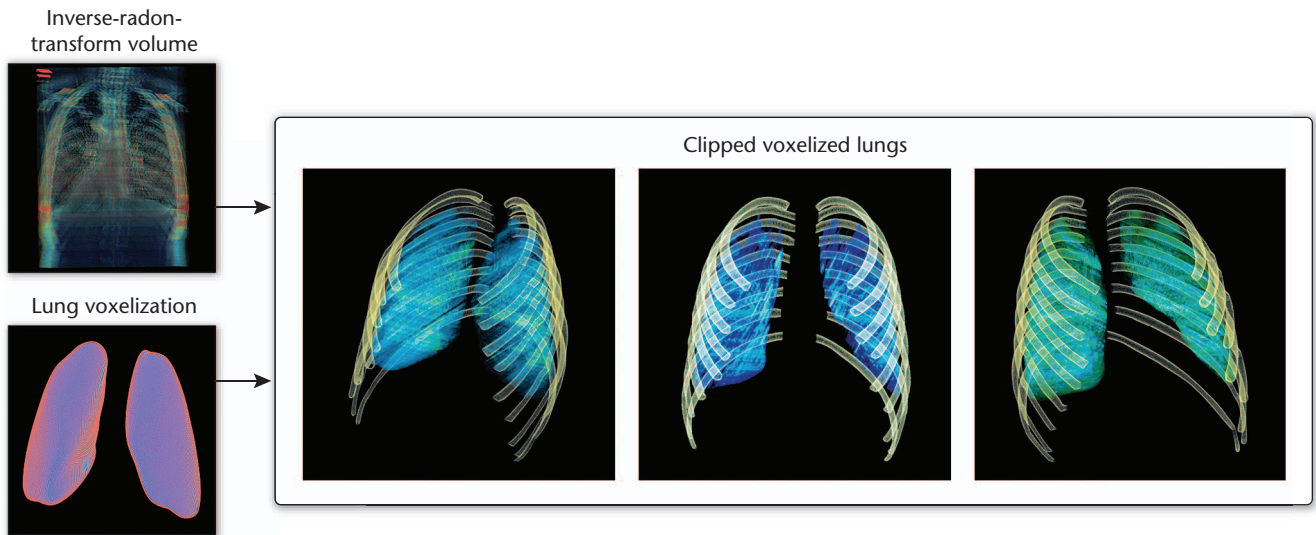 Inverse-radon-
transform volume
Clipped voxelized lungs
Lung voxelization